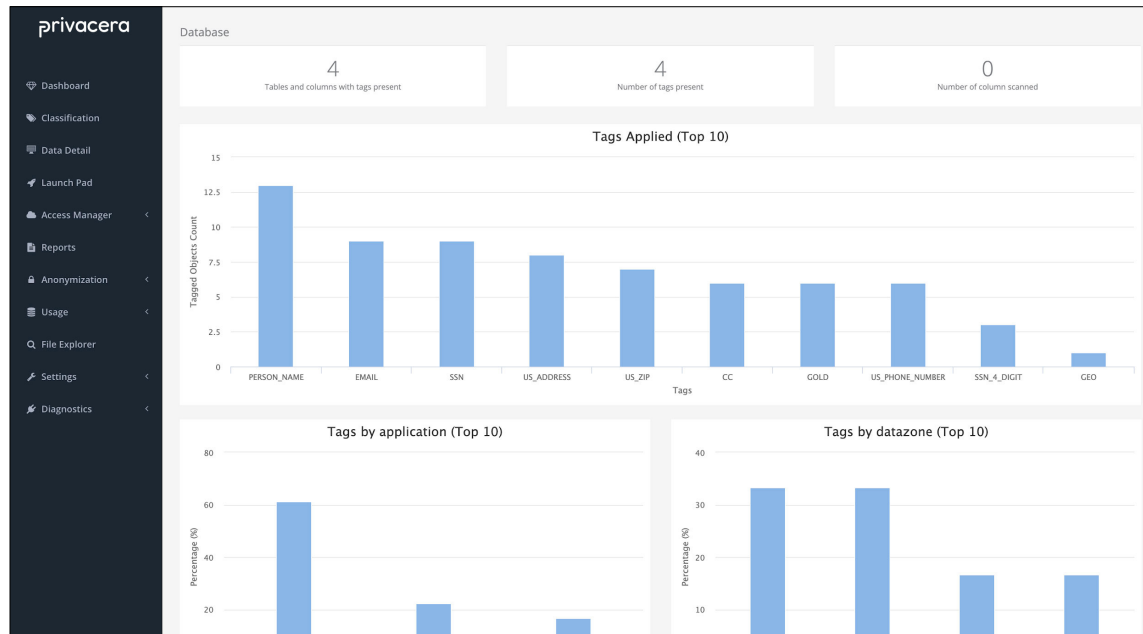 privacera
Dashboard
Classification
Data Detail
Launch Pad
Access Manager
Reports
Anonymization
Usage
File Explorer
Settings
Diagnostics
Database
4
Tables and columns with tags present
4
Number of tags present
0
Number of column scanned
Tags Applied (Top 10)
Tagged Objects Count
15
12.5
10
7.5
5
2.5
0
PERSON_NAME EMAIL SSN US_ADDRESS US_ZIP CC GOLD US_PHONE_NUMBER SSN_4_DIGIT GEO
Tags
Tags by application (Top 10)
Percentage (%)
80
60
40
20
Tags by datazone (Top 10)
Percentage (%)
40
30
20
10